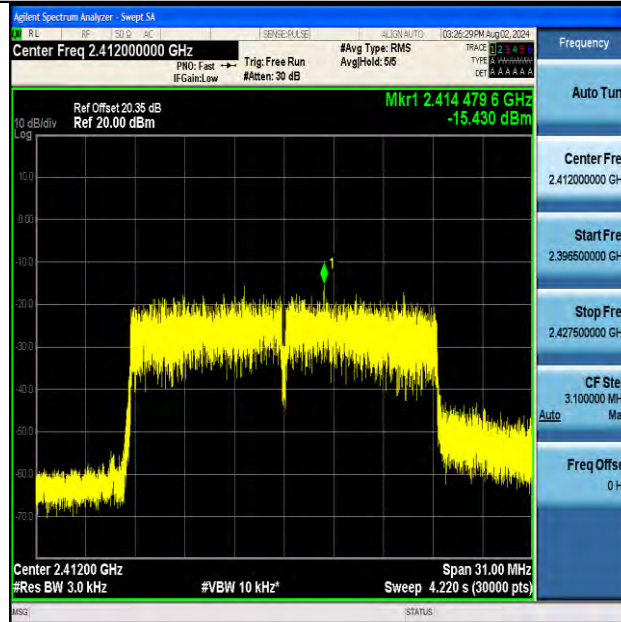 Agilent Spectrum Analyzer - Swept SA
RL RF 50 Ω AC SENSE:PULSE ALIGN AUTO 03:26:29 PM Aug 02, 2024
Center Freq 2.412000000 GHz #Avg Type: RMS TRACE 1 2 3 4 5 6
PNO: Fast Trig: Free Run Avg|Hold: 5/5 TYPE A
IFGain:Low #Atten: 30 dB DET A A A A A A
Frequency
Auto Tun
Mkr1 2.414 479 6 GHz
Ref Offset 20.35 dB
10 dB/div Ref 20.00 dBm -15.430 dBm
Log
10.0
0.00
-10.0
-20.0
-30.0
-40.0
-50.0
-60.0
-70.0
1
Center Fre
2.412000000 GH
Start Fre
2.396500000 GH
Stop Fre
2.427500000 GH
CF Ste
3.100000 MH
Auto Ma
Freq Offse
0 H
Center 2.41200 GHz Span 31.00 MHz
#Res BW 3.0 kHz #VBW 10 kHz* Sweep 4.220 s (30000 pts)
MSG STATUS